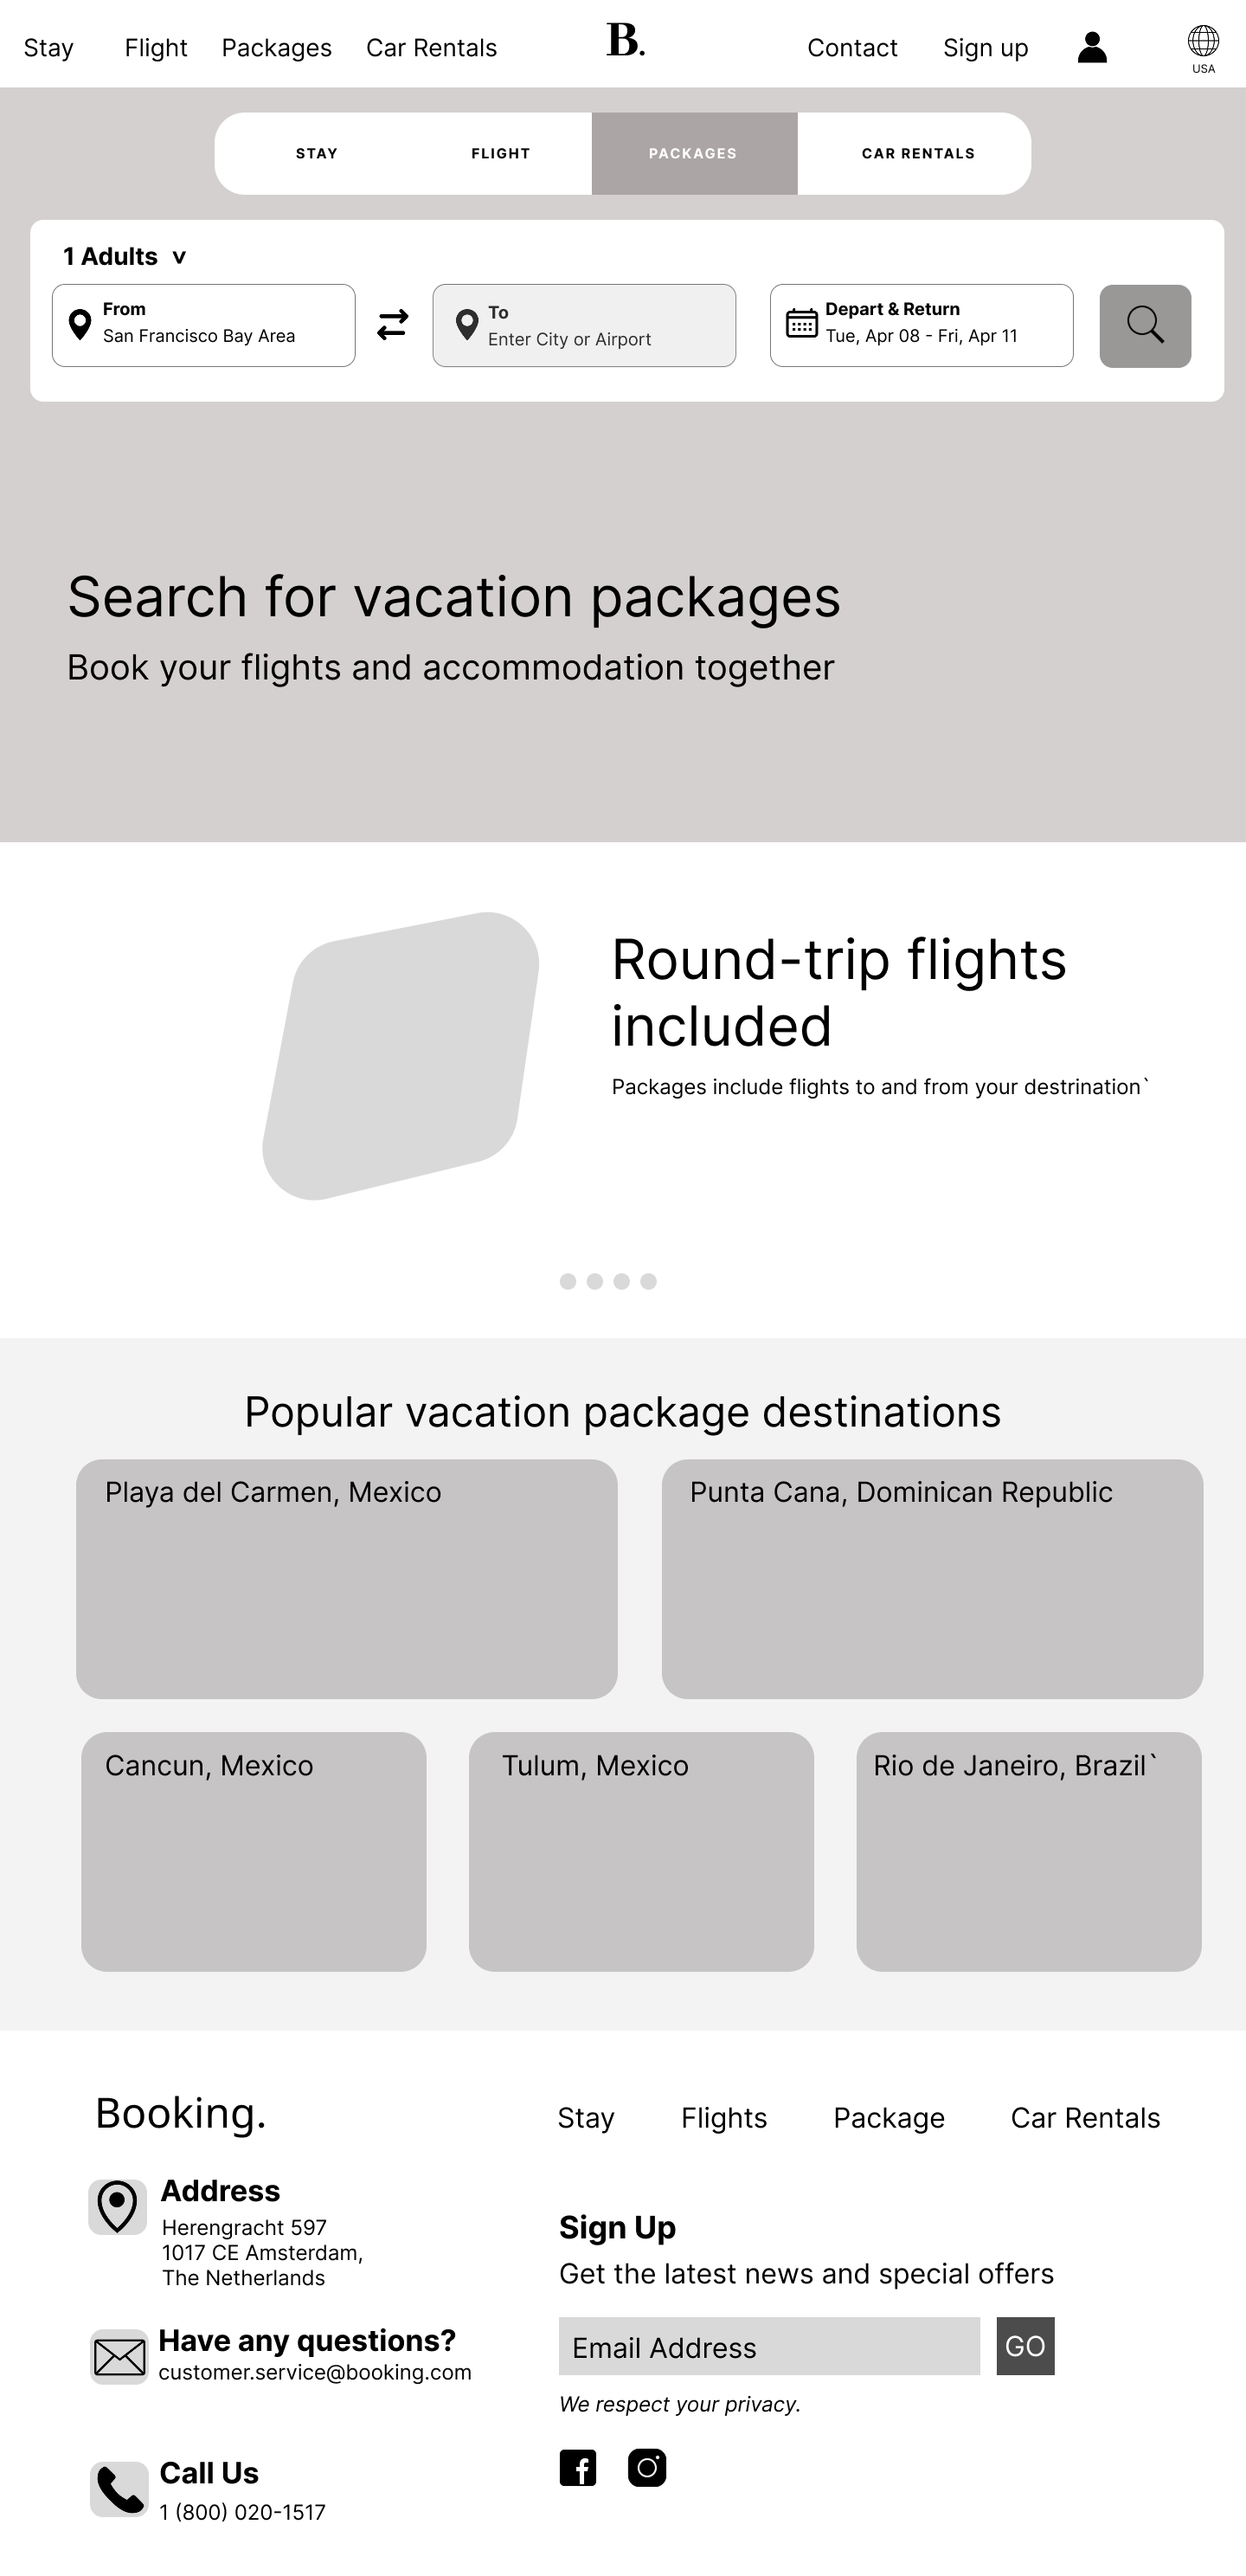 Stay Flight Packages Car Rentals B. Contact Sign up
USA
STAY FLIGHT PACKAGES CAR RENTALS
1 Adults v
From
San Francisco Bay Area
To
Enter City or Airport
Depart & Return
Tue, Apr 08 - Fri, Apr 11
Search for vacation packages
Book your flights and accommodation together
Round-trip flights
included
Packages include flights to and from your destrination`
Popular vacation package destinations
Playa del Carmen, Mexico
Punta Cana, Dominican Republic
Cancun, Mexico
Tulum, Mexico
Rio de Janeiro, Brazil`
Booking.
Stay Flights Package Car Rentals
Address
Herengracht 597
1017 CE Amsterdam,
The Netherlands
Have any questions?
customer.service@booking.com
Call Us
1 (800) 020-1517
Sign Up
Get the latest news and special offers
Email Address GO
We respect your privacy.